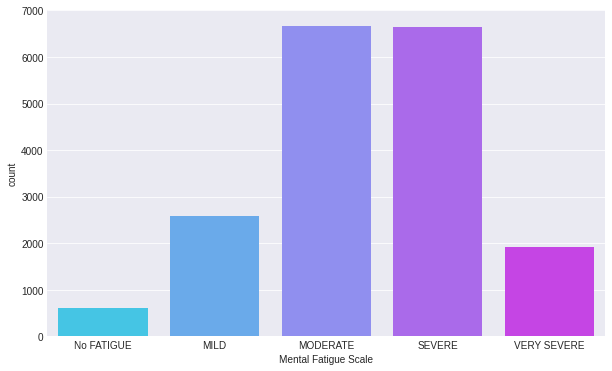 7000
6000
5000
4000
3000
2000
1000
0
count
No FATIGUE MILD MODERATE SEVERE VERY SEVERE
Mental Fatigue Scale